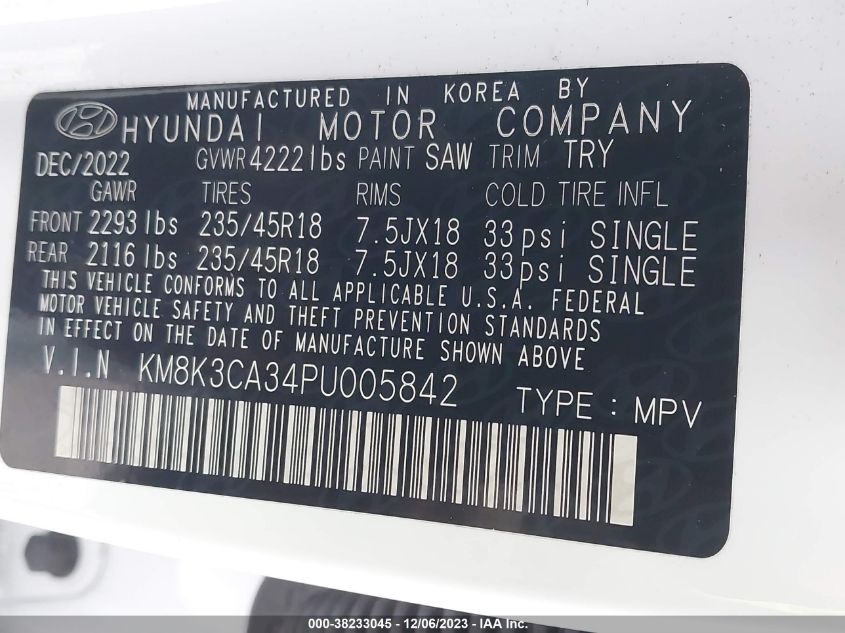 MANUFACTURED IN KOREA BY
HYUNDAI MOTOR COMPANY
DEC/2022 GVWR 4222 lbs PAINT SAW TRIM TRY
GAWR TIRES RIMS COLD TIRE INFL
FRONT 2293 lbs 235/45R18 7.5JX18 33psi SINGLE
REAR 2116 lbs 235/45R18 7.5JX18 33psi SINGLE
THIS VEHICLE CONFORMS TO ALL APPLICABLE U.S.A. FEDERAL
MOTOR VEHICLE SAFETY AND THEFT PREVENTION STANDARDS
IN EFFECT ON THE DATE OF MANUFACTURE SHOWN ABOVE.
V.I.N KM8K3CA34PU005842 TYPE : MPV
000-38233045 - 12/06/2023 - IAA Inc.